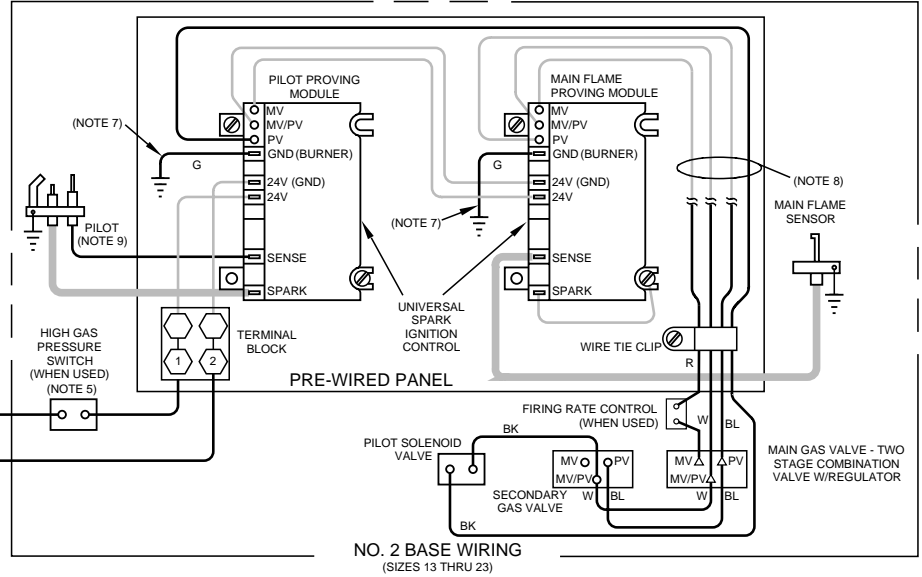 PILOT PROVING
MODULE
MAIN FLAME
PROVING MODULE
(NOTE 7)
MV
MV/PV
PV
GND (BURNER)
G
24V (GND)
24V
SENSE
SPARK
MV
MV/PV
PV
GND (BURNER)
G
24V (GND)
24V
SENSE
SPARK
(NOTE 7)
(NOTE 8)
MAIN FLAME
SENSOR
PILOT
(NOTE 9)
HIGH GAS
PRESSURE
SWITCH
(WHEN USED)
(NOTE 5)
TERMINAL
BLOCK
1
2
UNIVERSAL
SPARK
IGNITION
CONTROL
WIRE TIE CLIP
R
PRE-WIRED PANEL
FIRING RATE CONTROL
(WHEN USED)
W
BL
BK
PILOT SOLENOID
VALVE
MV
PV
MV/PV
W
BL
SECONDARY
GAS VALVE
MV
PV
MV/PV
W
BL
MAIN GAS VALVE - TWO
STAGE COMBINATION
VALVE W/REGULATOR
BK
NO. 2 BASE WIRING
(SIZES 13 THRU 23)